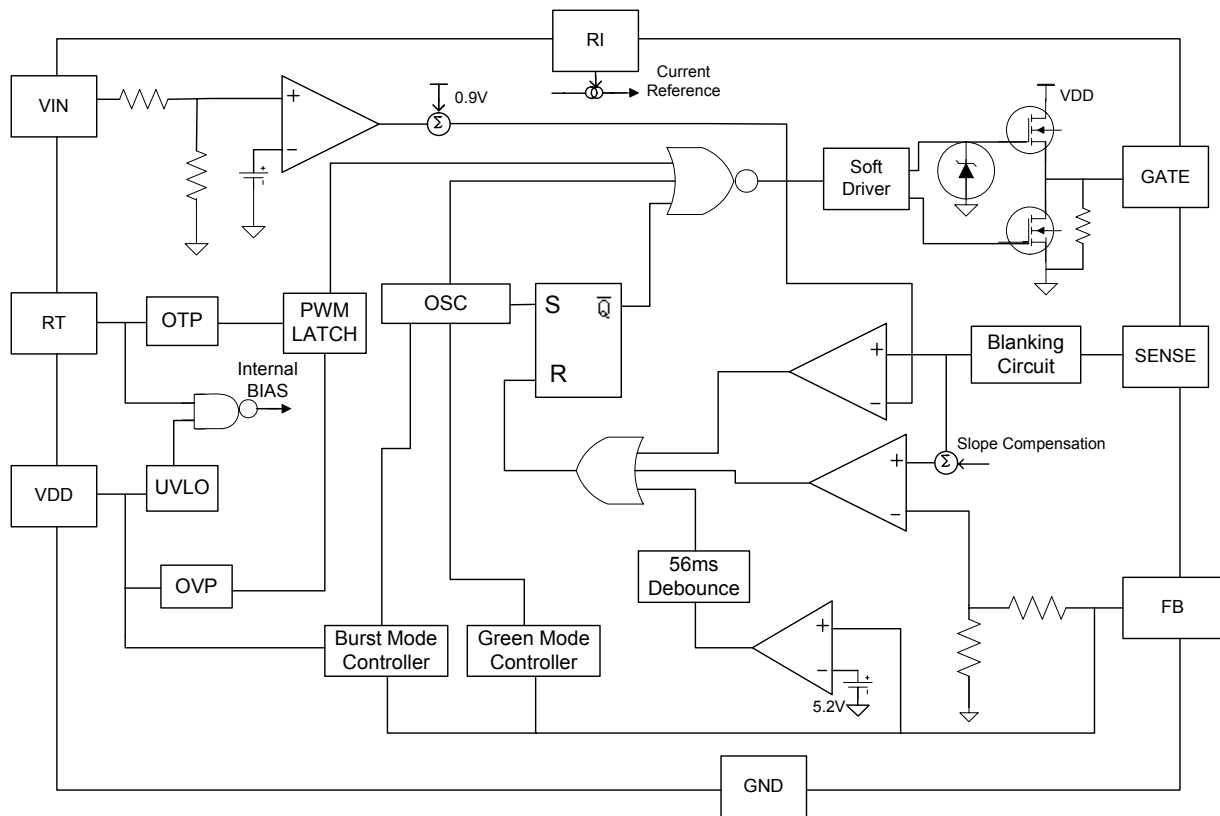 RI
Current
Reference
VIN
+
−
0.9V
Σ
VDD
Soft
Driver
GATE
RT
OTP
PWM
LATCH
OSC
S
Q̅
R
Internal
BIAS
+
−
Blanking
Circuit
SENSE
VDD
UVLO
+
−
Σ
Slope Compensation
OVP
56ms
Debounce
FB
Burst Mode
Controller
Green Mode
Controller
+
−
5.2V
GND